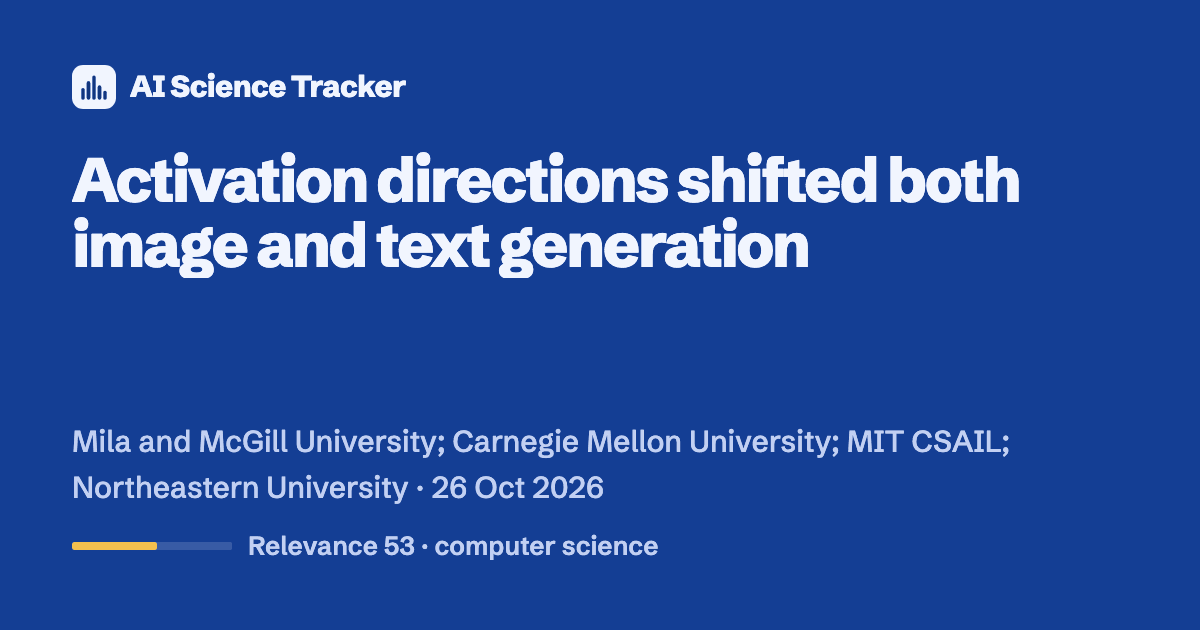 AI Science Tracker
Activation directions shifted both
image and text generation
Mila and McGill University; Carnegie Mellon University; MIT CSAIL;
Northeastern University · 26 Oct 2026
Relevance 53 · computer science